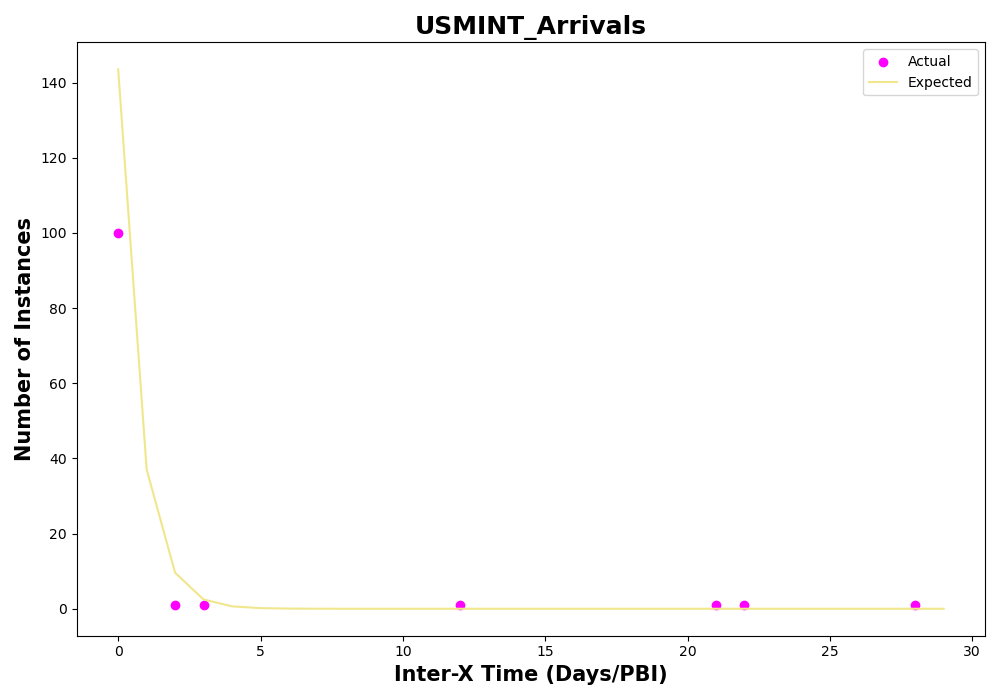 USMINT_Arrivals
Actual
Expected
Number of Instances
140
120
100
80
60
40
20
0
0 5 10 15 20 25 30
Inter-X Time (Days/PBI)